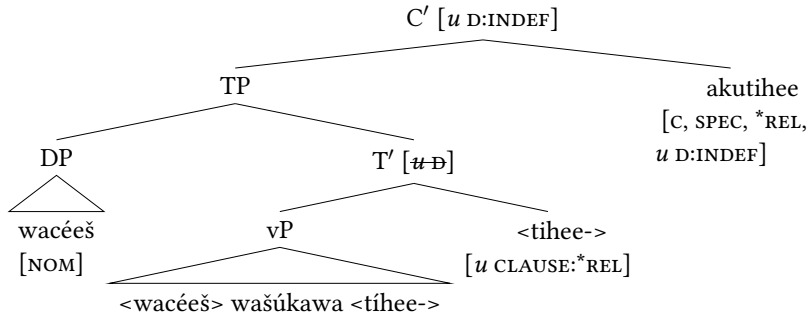 C′ [u D:INDEF]
TP akutihee
[C, SPEC, *REL,
DP T′ [u D] u D:INDEF]
wacéeš vP <tihee->
[NOM] [u CLAUSE:*REL]
<wacéeš> wašúkawa <tíhee->